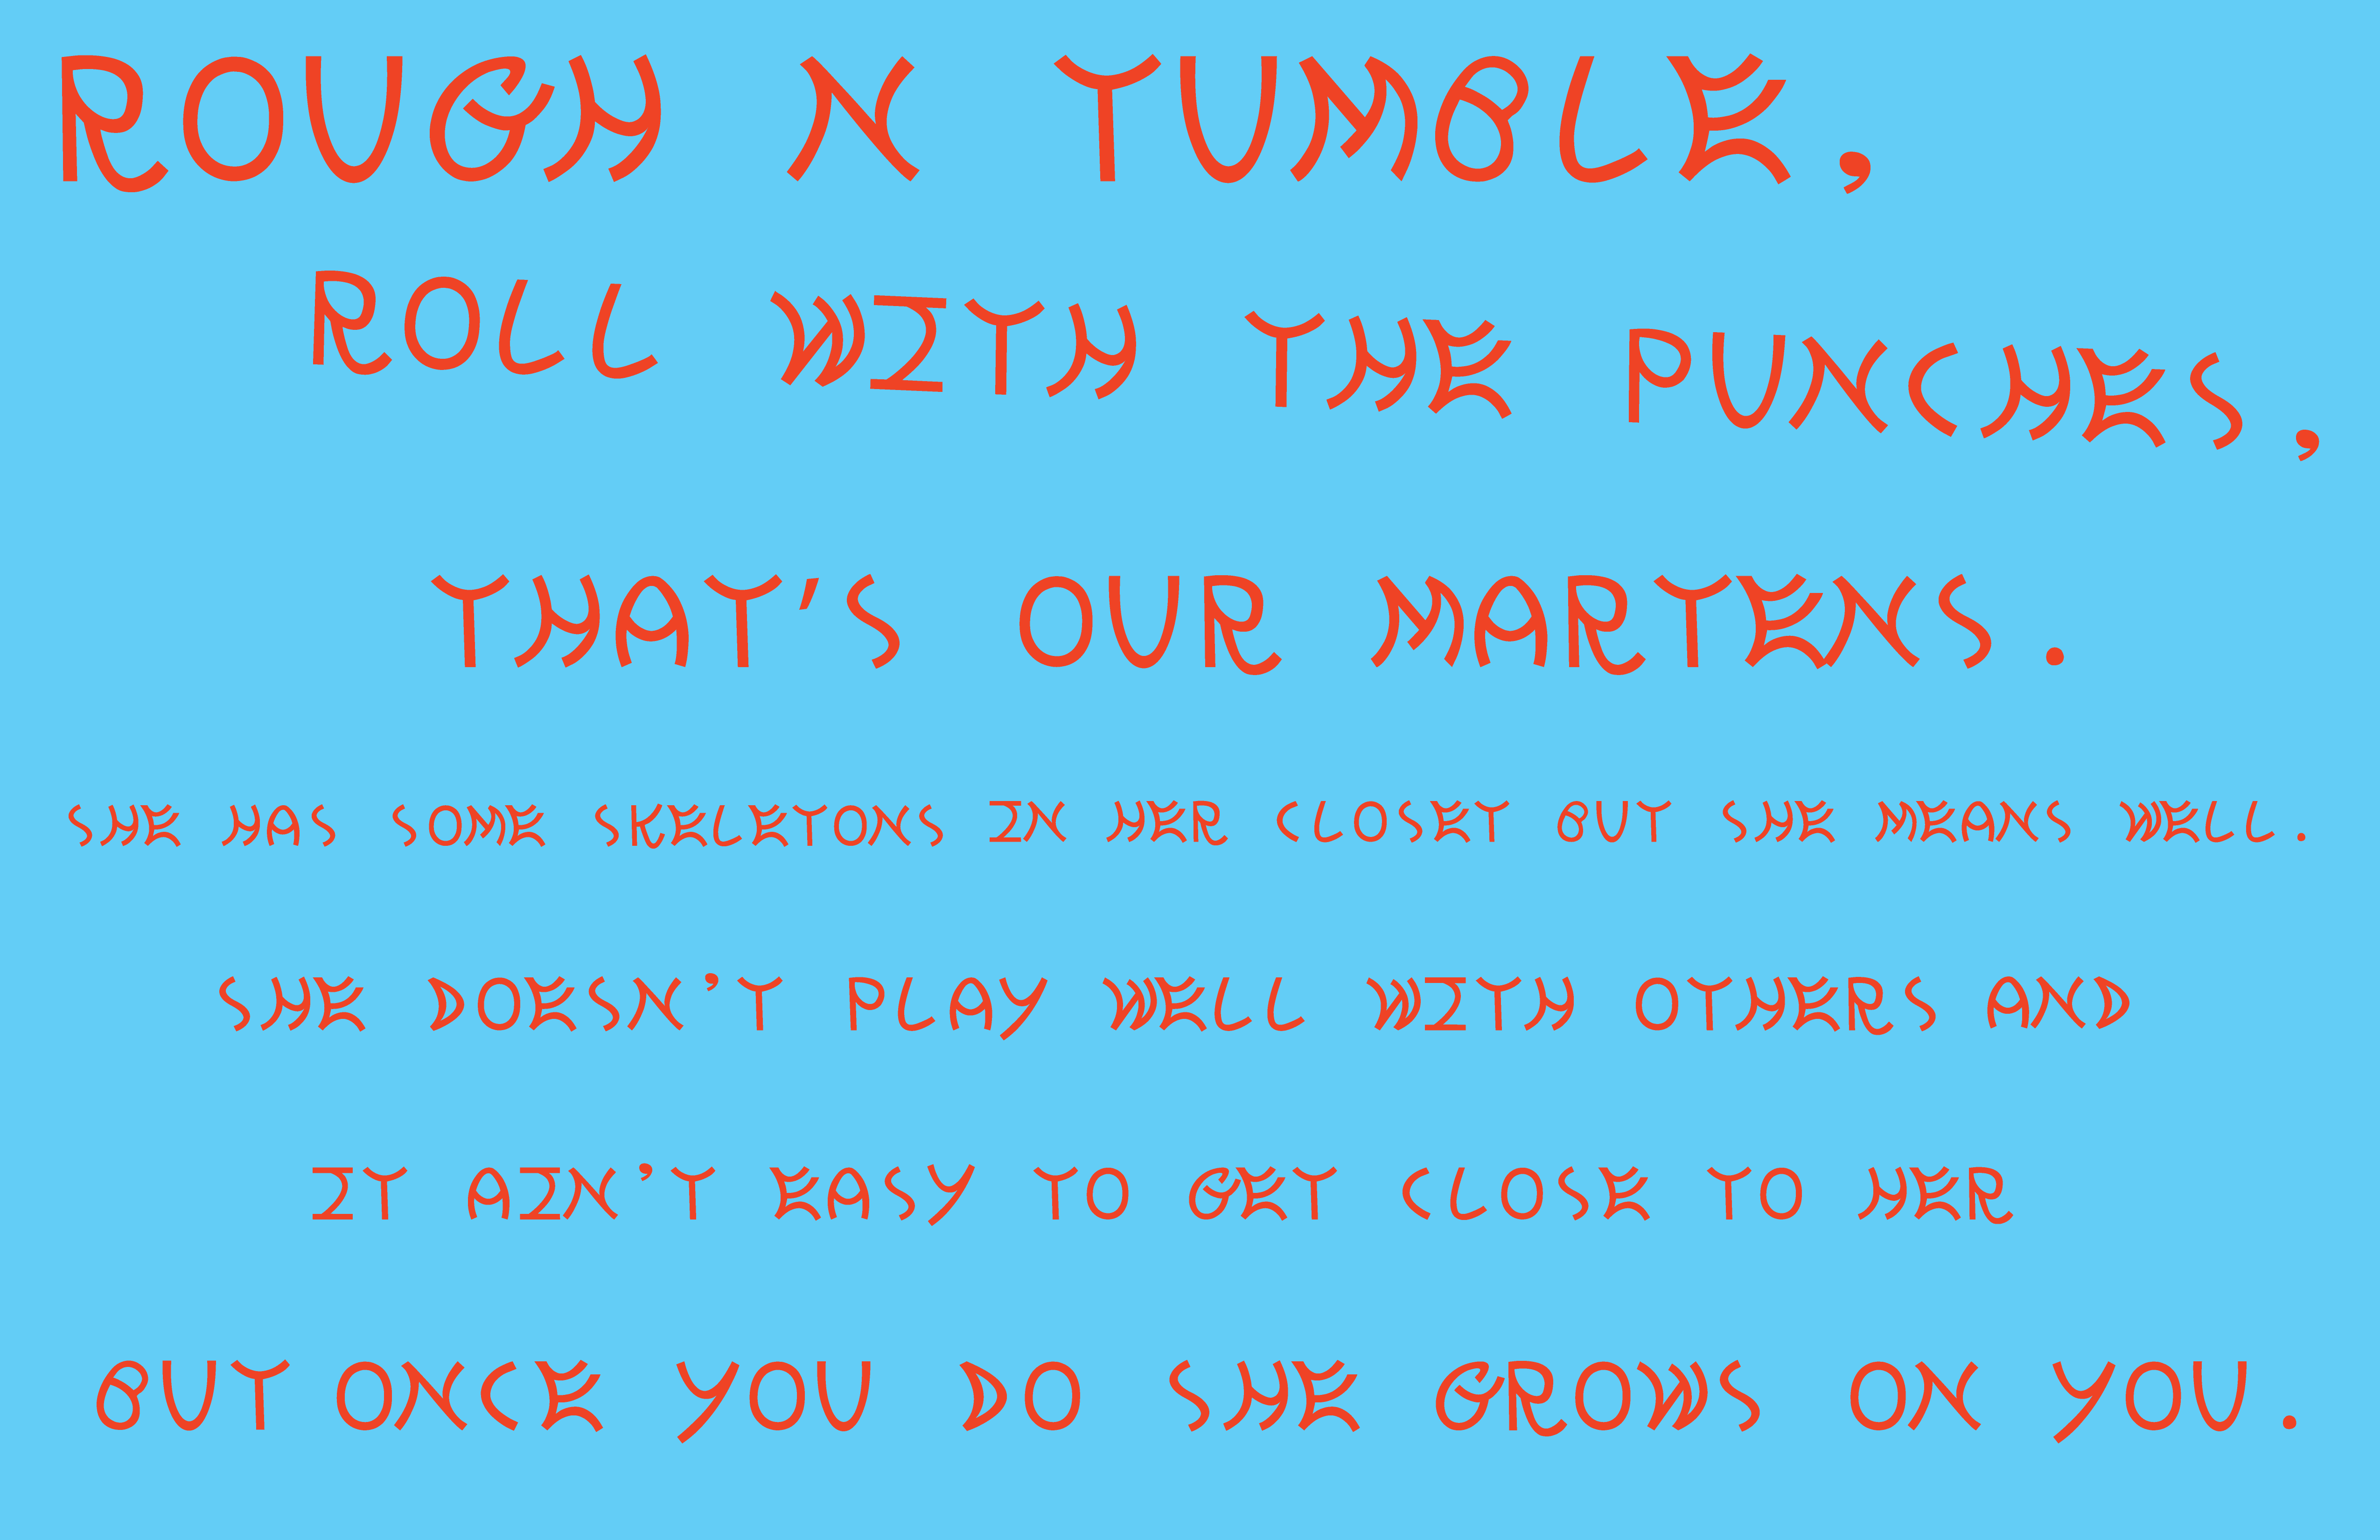 ROUGH N TUMBLE,
ROLL WITH THE PUNCHES,
THAT'S OUR MARTENS.
SHE HAS SOME SKELETONS IN HER CLOSET BUT SHE MEANS WELL.
SHE DOESN'T PLAY WELL WITH OTHERS AND
IT AIN'T EASY TO GET CLOSE TO HER
BUT ONCE YOU DO SHE GROWS ON YOU.